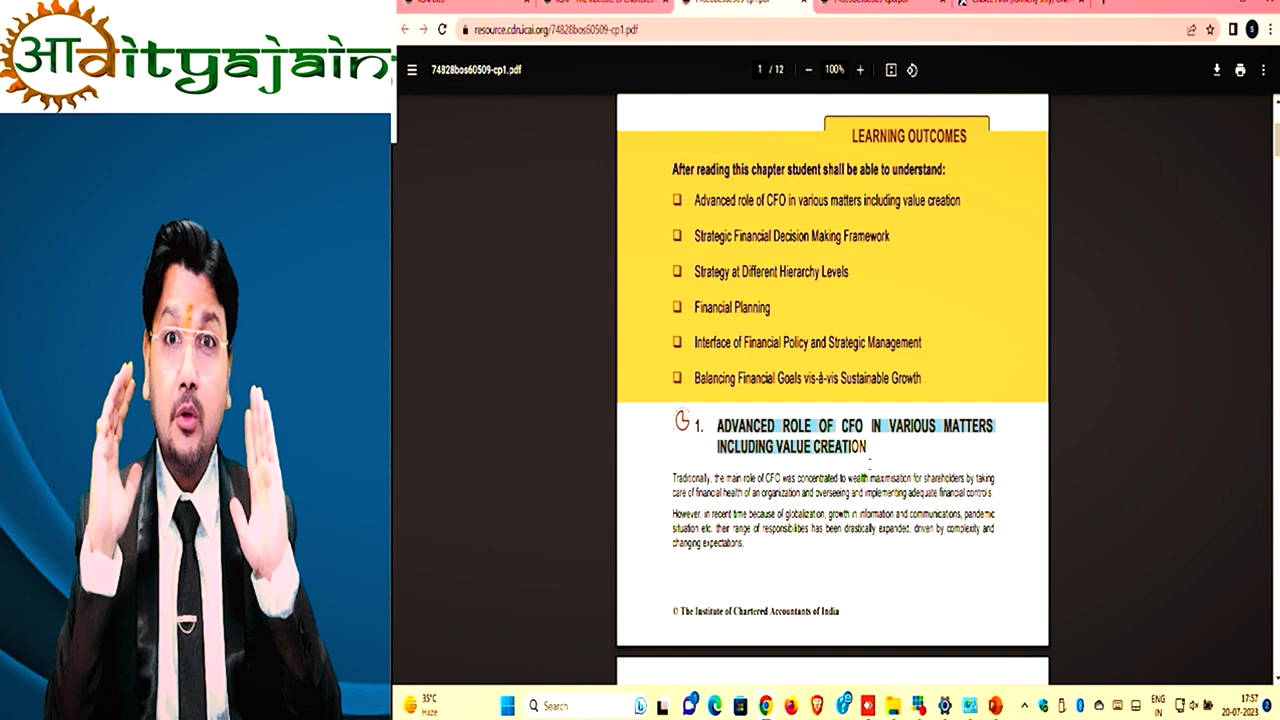 आdityajain
resource.cdn.icai.org/74828bos60509-cp1.pdf
74828bos60509-cp1.pdf
1 / 12
100%
LEARNING OUTCOMES
After reading this chapter student shall be able to understand:
❑ Advanced role of CFO in various matters including value creation
❑ Strategic Financial Decision Making Framework
❑ Strategy at Different Hierarchy Levels
❑ Financial Planning
❑ Interface of Financial Policy and Strategic Management
❑ Balancing Financial Goals vis-à-vis Sustainable Growth
1. ADVANCED ROLE OF CFO IN VARIOUS MATTERS
INCLUDING VALUE CREATION
Traditionally, the main role of CFO was concentrated to wealth maximisation for shareholders by taking
care of financial health of an organization and overseeing and implementing adequate financial controls.
However, in recent time because of globalization, growth in information and communications, pandemic
situation etc. their range of responsibilities has been drastically expanded, driven by complexity and
changing expectations.
© The Institute of Chartered Accountants of India
35°C
Haze
Search
ENG
IN
17:57
20-07-2023